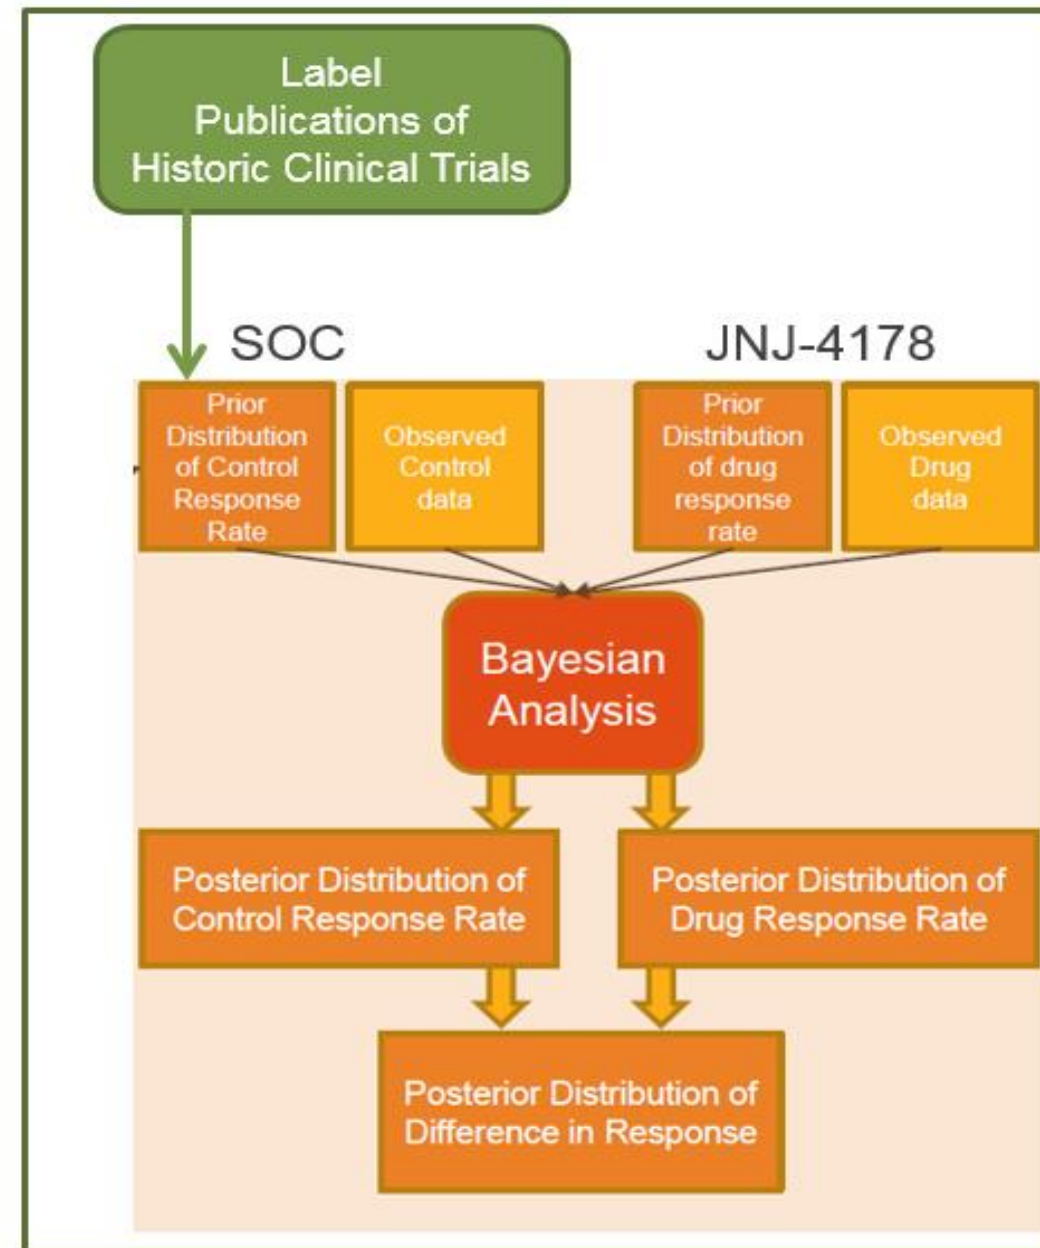 Label
Publications of
Historic Clinical Trials
SOC
JNJ-4178
Prior
Distribution
of Control
Response
Rate
Observed
Control
data
Prior
Distribution
of drug
response
rate
Observed
Drug
data
Bayesian
Analysis
Posterior Distribution of
Control Response Rate
Posterior Distribution of
Drug Response Rate
Posterior Distribution of
Difference in Response